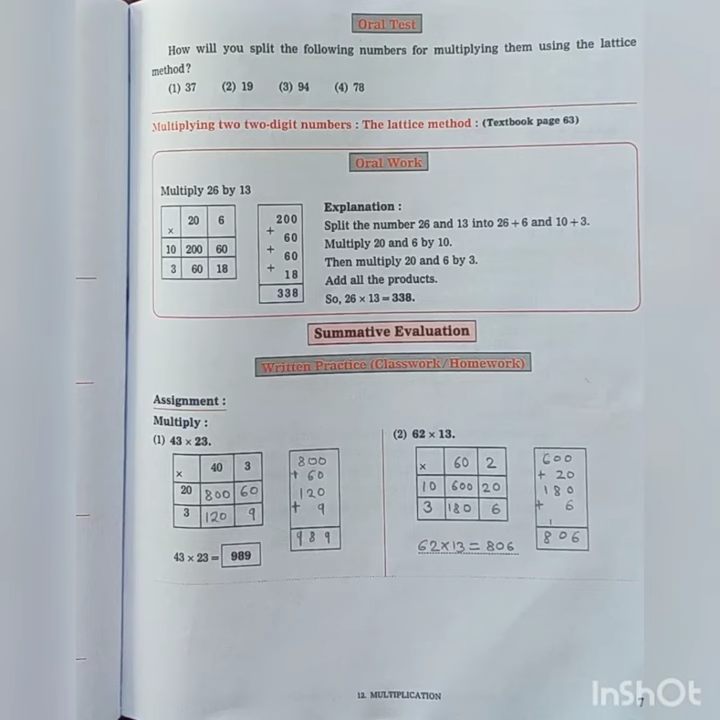 Oral Test
How will you split the following numbers for multiplying them using the lattice
method?
(1) 37 (2) 19 (3) 94 (4) 78
Multiplying two two-digit numbers : The lattice method : (Textbook page 63)
Oral Work
Multiply 26 by 13
× 20 6
10 200 60
3 60 18
200
+ 60
+ 60
+ 18
338
Explanation :
Split the number 26 and 13 into 26 + 6 and 10 + 3.
Multiply 20 and 6 by 10.
Then multiply 20 and 6 by 3.
Add all the products.
So, 26 × 13 = 338.
Summative Evaluation
Written Practice (Classwork/Homework)
Assignment :
Multiply :
(1) 43 × 23.
× 40 3
20 800 60
3 120 9
800
+ 60
120
+ 9
989
43 × 23 = 989
(2) 62 × 13.
× 60 2
10 600 20
3 180 6
600
+ 20
180
+ 6
1
806
62×13 = 806
12. MULTIPLICATION
7
InShOt